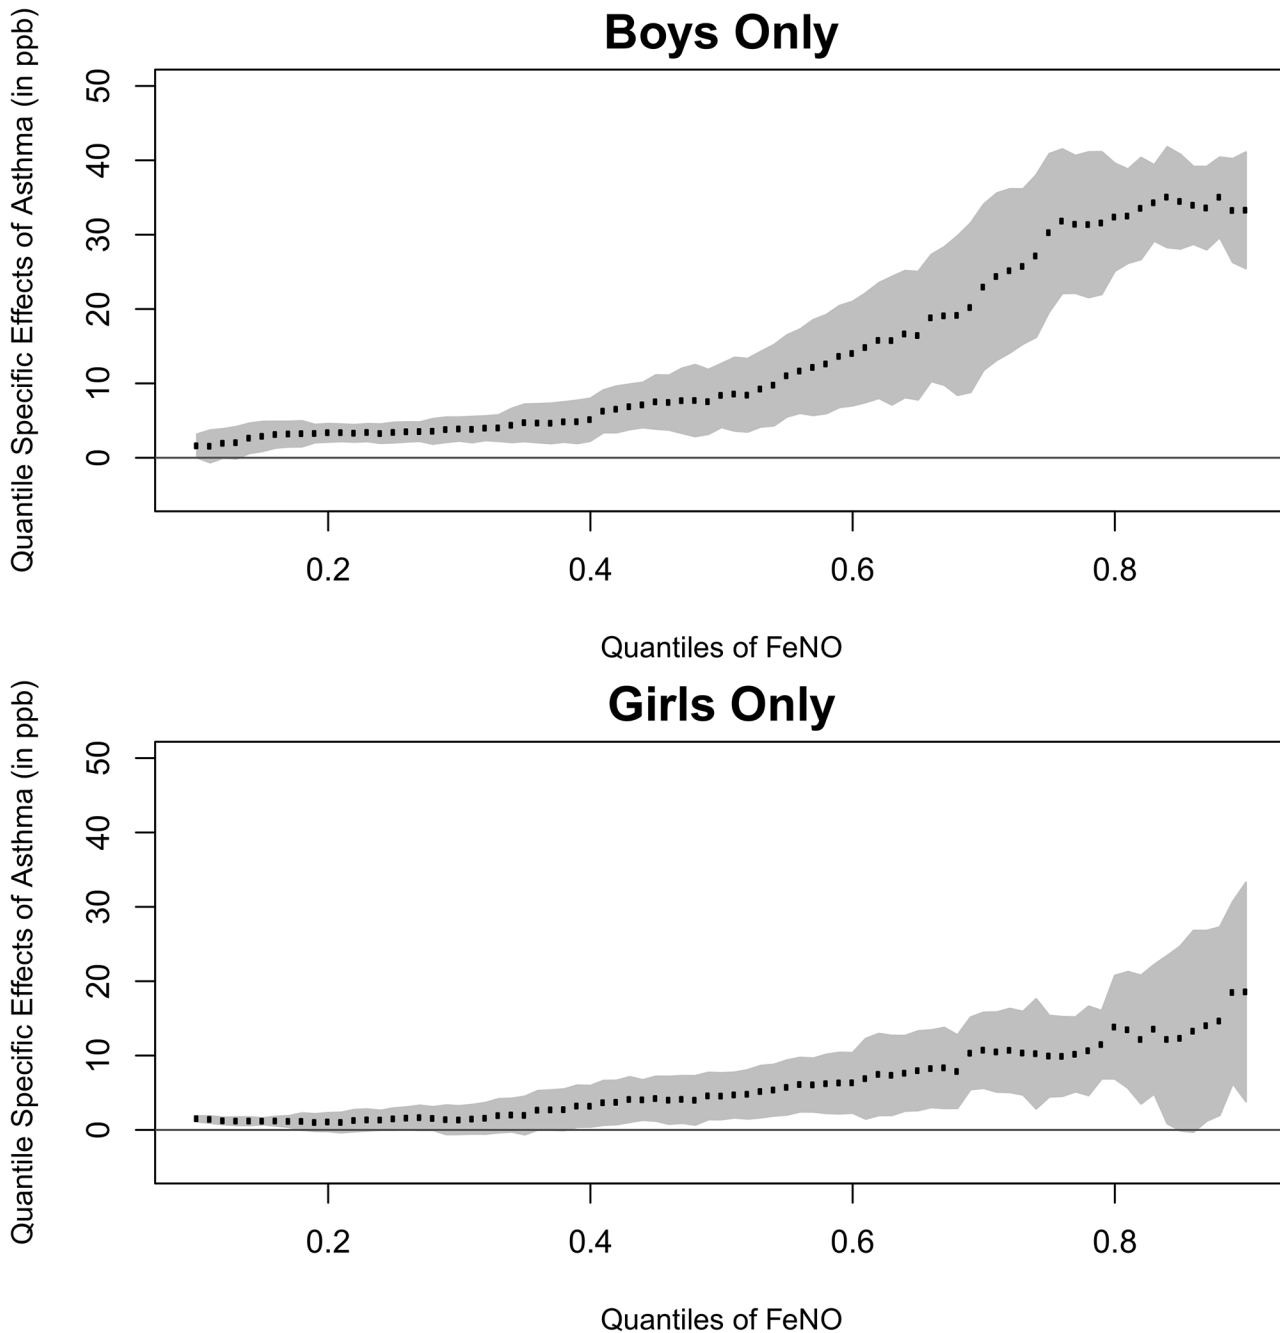 Boys Only
Quantile Specific Effects of Asthma (in ppb)
50
40
30
20
10
0
0.2 0.4 0.6 0.8
Quantiles of FeNO
Girls Only
Quantile Specific Effects of Asthma (in ppb)
50
40
30
20
10
0
0.2 0.4 0.6 0.8
Quantiles of FeNO